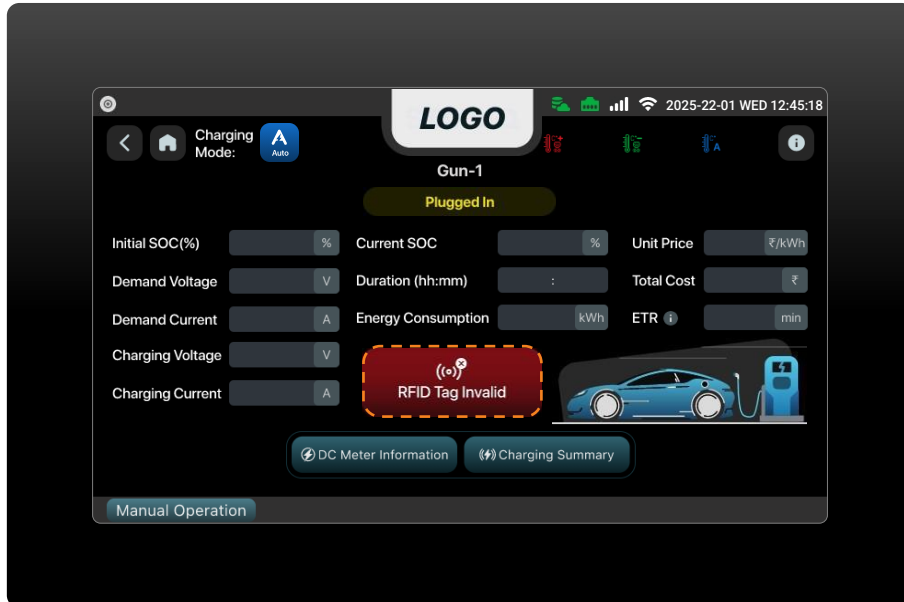 LOGO
2025-22-01 WED 12:45:18
Charging
Mode:
A
Auto
A
i
Gun-1
Plugged In
Initial SOC(%) %
Current SOC %
Unit Price ₹/kWh
Demand Voltage V
Duration (hh:mm) :
Total Cost ₹
Demand Current A
Energy Consumption kWh
ETR i min
Charging Voltage V
Charging Current A
RFID Tag Invalid
DC Meter Information
Charging Summary
Manual Operation